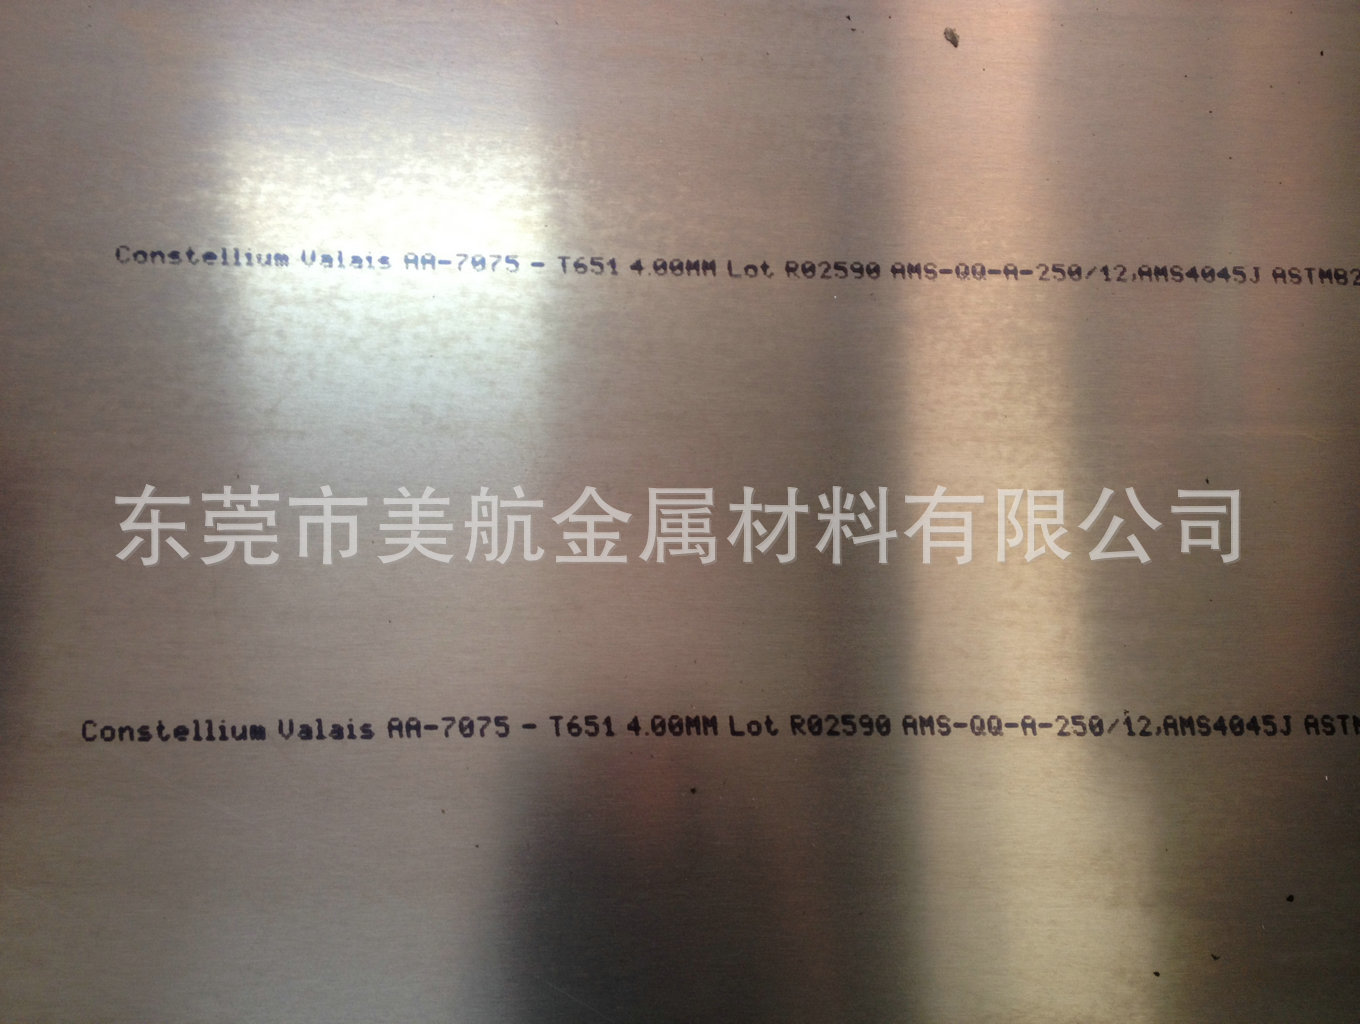 Constellium Valais AA-7075 - T651 4.00MM Lot R02590 AMS-QQ-A-250/12,AMS4045J ASTMB2
东莞市美航金属材料有限公司
Constellium Valais AA-7075 - T651 4.00MM Lot R02590 AMS-QQ-A-250/12,AMS4045J